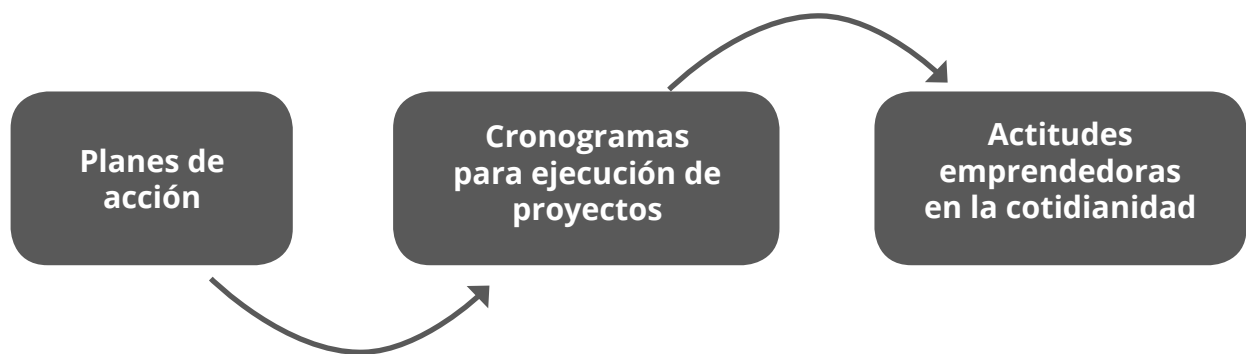 Planes de
acción
Cronogramas
para ejecución de
proyectos
Actitudes
emprendedoras
en la cotidianidad